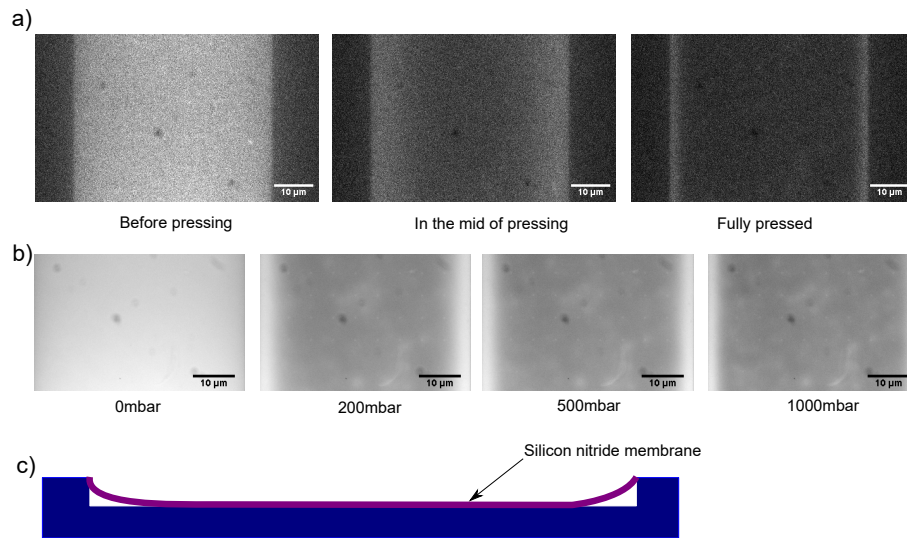 a)
10 µm
10 µm
10 µm
Before pressing
In the mid of pressing
Fully pressed
b)
10 µm
10 µm
10 µm
10 µm
0mbar
200mbar
500mbar
1000mbar
c)
Silicon nitride membrane